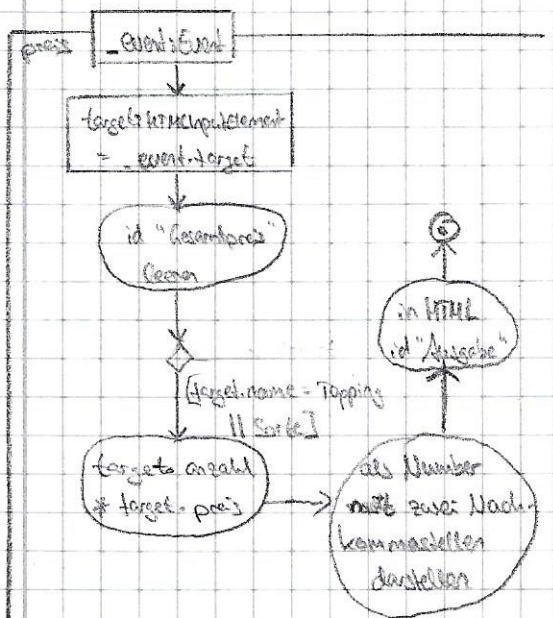 preis
_event:Event
target:HTMLInputElement
= _event.target
id "Gesamtpreis"
leeren
[target.name = Topping
|| Sorte]
target.anzahl
* target.preis
als Number
mit zwei Nach-
kommastellen
darstellen
in HTML
id "Ausgabe"